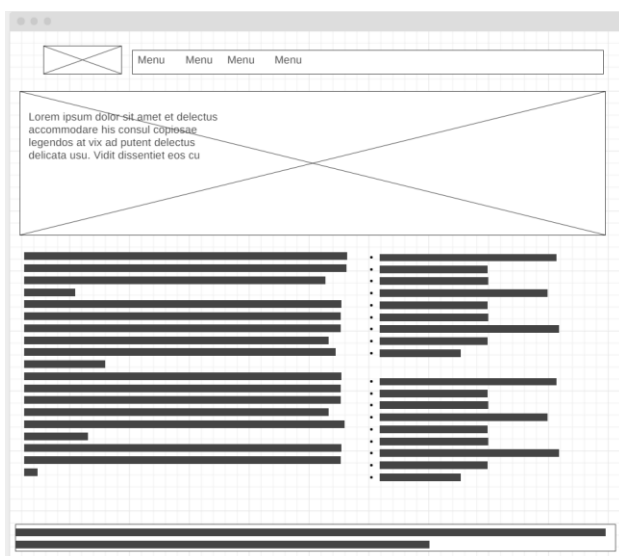 Menu Menu Menu Menu
Lorem ipsum dolor sit amet et delectus
accommodare his consul copiosae
legendos at vix ad putent delectus
delicata usu. Vidit dissentiet eos cu